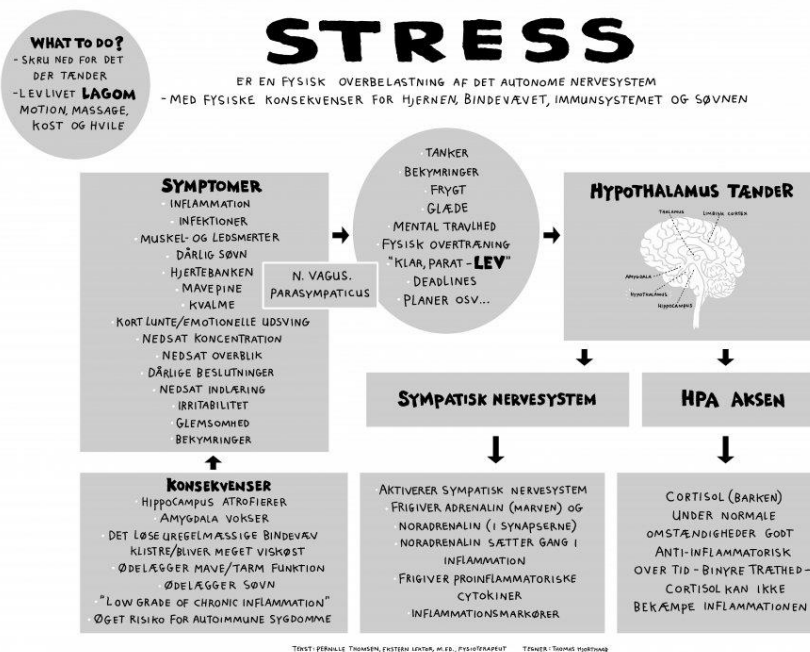 WHAT TO DO?
- SKRU NED FOR DET
DER TÆNDER
- LEV LIVET LAGOM
MOTION, MASSAGE,
KOST OG HVILE
STRESS
ER EN FYSISK OVERBELASTNING AF DET AUTONOME NERVESYSTEM
- MED FYSISKE KONSEKVENSER FOR HJERNEN, BINDEVÆVET, IMMUNSYSTEMET OG SØVNEN
SYMPTOMER
INFLAMMATION
INFEKTIONER
MUSKEL- OG LEDSMERTER
DÅRLIG SØVN
HJERTEBANKEN
MAVEPINE
KVALME
KORT LUNTE/EMOTIONELLE UDSVING
NEDSAT KONCENTRATION
NEDSAT OVERBLIK
DÅRLIGE BESLUTNINGER
NEDSAT INDLÆRING
IRRITABILITET
GLEMSOMHED
BEKYMRINGER
N. VAGUS.
PARASYMPATICUS
TANKER
BEKYMRINGER
FRYGT
GLÆDE
MENTAL TRAVLHED
FYSISK OVERTRÆNING
"KLAR, PARAT - LEV"
DEADLINES
PLANER OSV...
HYPOTHALAMUS TÆNDER
THALAMUS
LIMBISK CORTEX
AMYGDALA
HYPOTHALAMUS
HIPPOCAMPUS
SYMPATISK NERVESYSTEM
HPA AKSEN
KONSEKVENSER
HIPPOCAMPUS ATROFIERER
AMYGDALA VOKSER
DET LØSE UREGELMÆSSIGE BINDEVÆV
KLISTRE/BLIVER MEGET VISKØST
ØDELÆGGER MAVE/TARM FUNKTION
ØDELÆGGER SØVN
"LOW GRADE OF CHRONIC INFLAMMATION"
ØGET RISIKO FOR AUTOIMMUNE SYGDOMME
AKTIVERER SYMPATISK NERVESYSTEM
FRIGIVER ADRENALIN (MARVEN) OG
NORADRENALIN (I SYNAPSERNE)
NORADRENALIN SÆTTER GANG I
INFLAMMATION
FRIGIVER PROINFLAMMATORISKE
CYTOKINER
INFLAMMATIONSMARKØRER
CORTISOL (BARKEN)
UNDER NORMALE
OMSTÆNDIGHEDER GODT
ANTI-INFLAMMATORISK
OVER TID - BINYRE TRÆTHED -
CORTISOL KAN IKKE
BEKÆMPE INFLAMMATIONEN
TEKST: PERNILLE THOMSEN, EKSTERN LEKTOR, M.ED., FYSIOTERAPEUT TEGNER: THOMAS HJORTHAAB